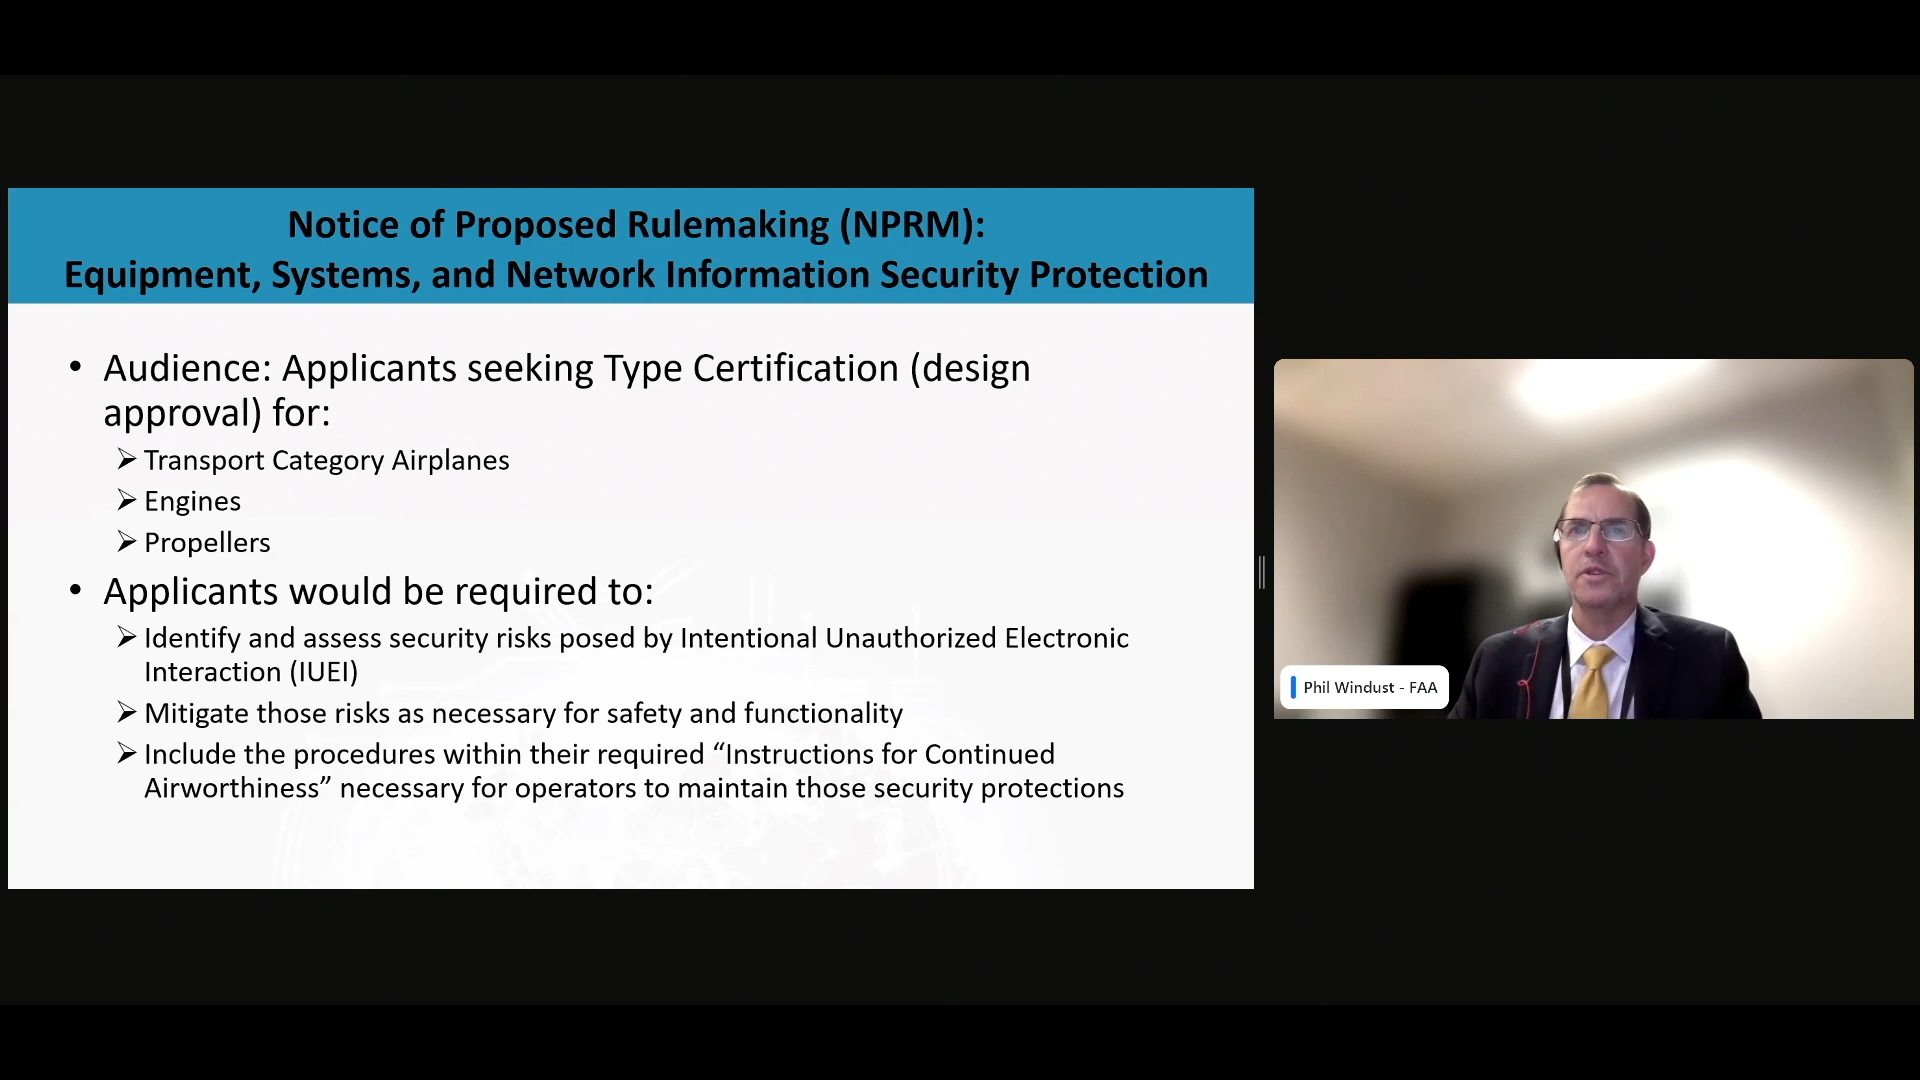 Notice of Proposed Rulemaking (NPRM):
Equipment, Systems, and Network Information Security Protection
• Audience: Applicants seeking Type Certification (design
approval) for:
➢ Transport Category Airplanes
➢ Engines
➢ Propellers
• Applicants would be required to:
➢ Identify and assess security risks posed by Intentional Unauthorized Electronic
Interaction (IUEI)
➢ Mitigate those risks as necessary for safety and functionality
➢ Include the procedures within their required “Instructions for Continued
Airworthiness” necessary for operators to maintain those security protections
Phil Windust - FAA